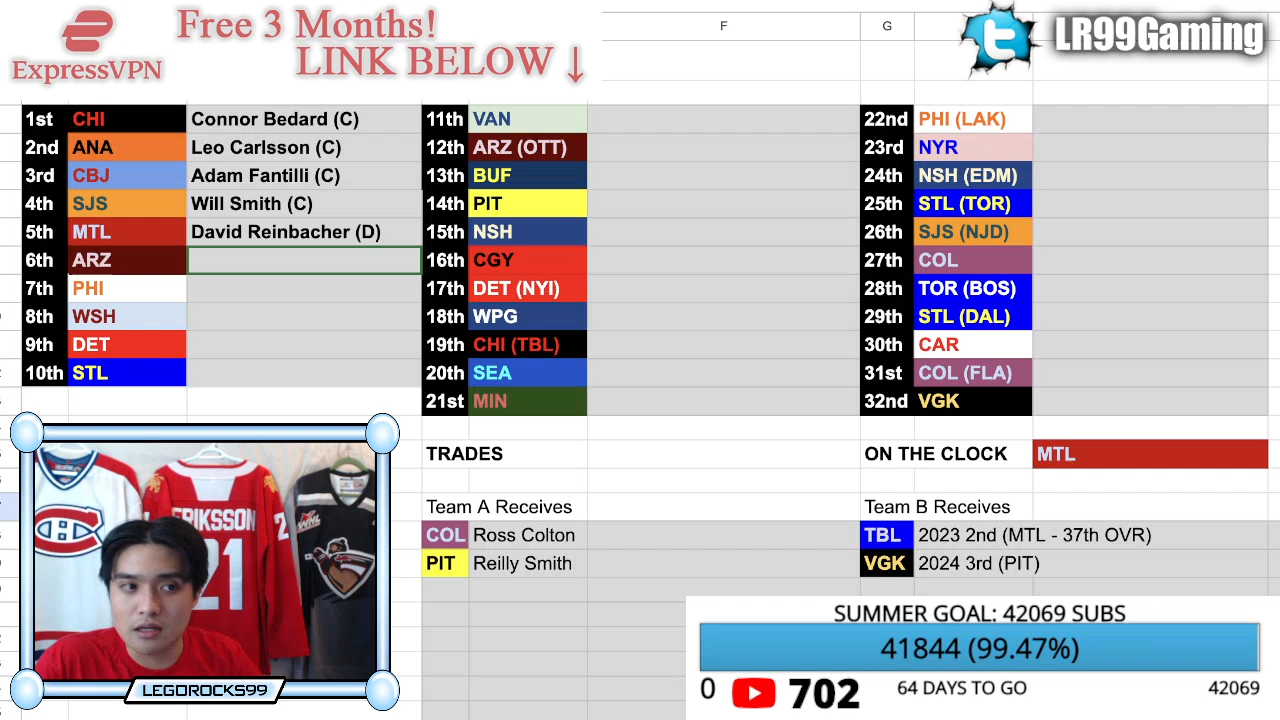 ExpressVPN
Free 3 Months!
LINK BELOW ↓
F
G
LR99Gaming
1st CHI Connor Bedard (C)
2nd ANA Leo Carlsson (C)
3rd CBJ Adam Fantilli (C)
4th SJS Will Smith (C)
5th MTL David Reinbacher (D)
6th ARZ
7th PHI
8th WSH
9th DET
10th STL
11th VAN
12th ARZ (OTT)
13th BUF
14th PIT
15th NSH
16th CGY
17th DET (NYI)
18th WPG
19th CHI (TBL)
20th SEA
21st MIN
22nd PHI (LAK)
23rd NYR
24th NSH (EDM)
25th STL (TOR)
26th SJS (NJD)
27th COL
28th TOR (BOS)
29th STL (DAL)
30th CAR
31st COL (FLA)
32nd VGK
TRADES
ON THE CLOCK MTL
Team A Receives
Team B Receives
COL Ross Colton
TBL 2023 2nd (MTL - 37th OVR)
PIT Reilly Smith
VGK 2024 3rd (PIT)
ERIKSSON
21
2
WHL
LEGOROCKS99
SUMMER GOAL: 42069 SUBS
41844 (99.47%)
0 702 64 DAYS TO GO 42069